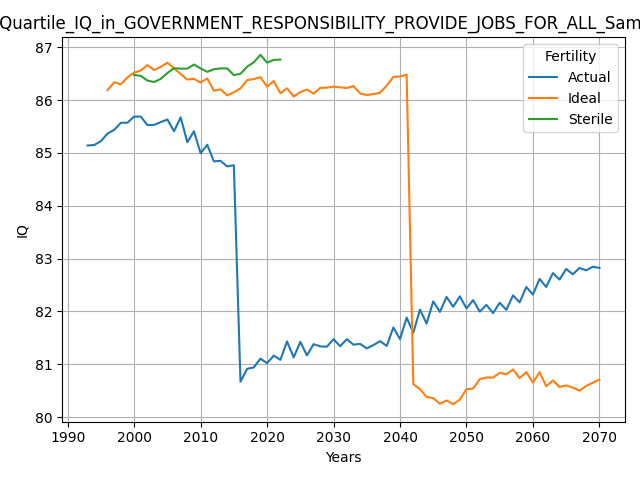 Quartile_IQ_in_GOVERNMENT_RESPONSIBILITY_PROVIDE_JOBS_FOR_ALL_Sam
87
86
85
84
83
82
81
80
IQ
Fertility
Actual
Ideal
Sterile
1990 2000 2010 2020 2030 2040 2050 2060 2070
Years